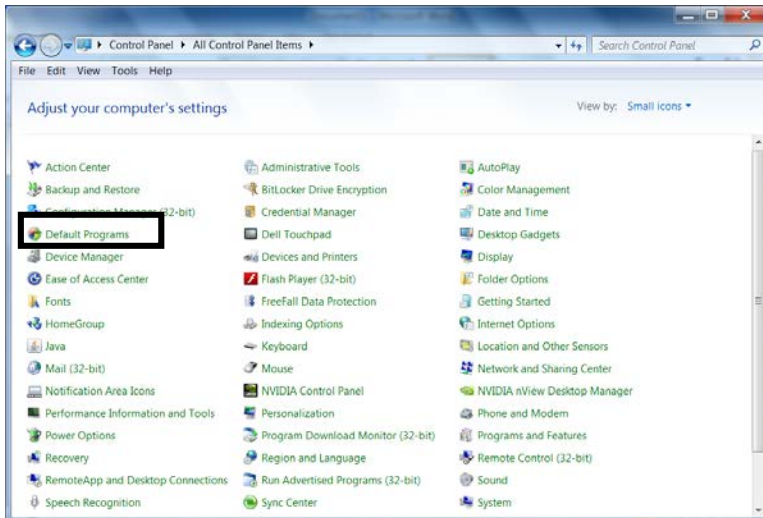 Control Panel ▸ All Control Panel Items ▸ Search Control Panel
File Edit View Tools Help
Adjust your computer's settings View by: Small icons
Action Center Administrative Tools AutoPlay
Backup and Restore BitLocker Drive Encryption Color Management
Configuration Manager (32-bit) Credential Manager Date and Time
Default Programs Dell Touchpad Desktop Gadgets
Device Manager Devices and Printers Display
Ease of Access Center Flash Player (32-bit) Folder Options
Fonts FreeFall Data Protection Getting Started
HomeGroup Indexing Options Internet Options
Java Keyboard Location and Other Sensors
Mail (32-bit) Mouse Network and Sharing Center
Notification Area Icons NVIDIA Control Panel NVIDIA nView Desktop Manager
Performance Information and Tools Personalization Phone and Modem
Power Options Program Download Monitor (32-bit) Programs and Features
Recovery Region and Language Remote Control (32-bit)
RemoteApp and Desktop Connections Run Advertised Programs (32-bit) Sound
Speech Recognition Sync Center System